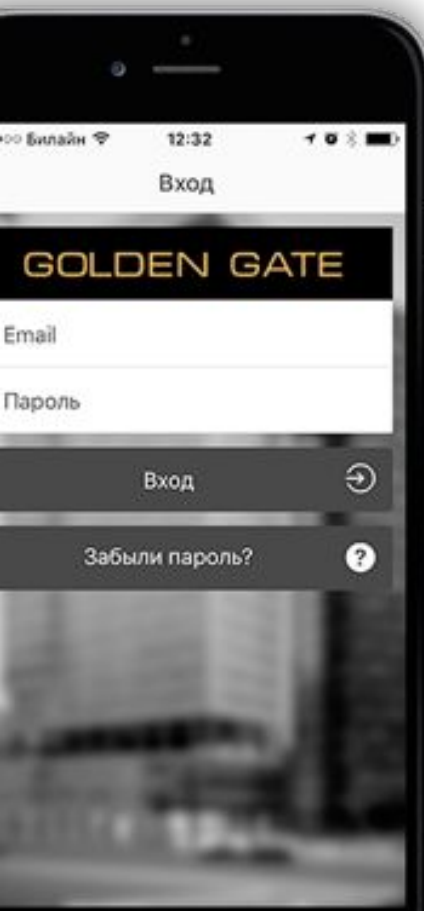 Билайн 12:32
Вход
GOLDEN GATE
Email
Пароль
Вход
Забыли пароль?
?